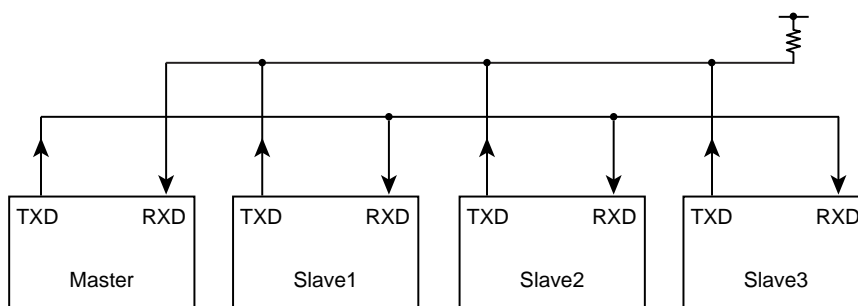 TXD RXD TXD RXD TXD RXD TXD RXD
Master Slave1 Slave2 Slave3